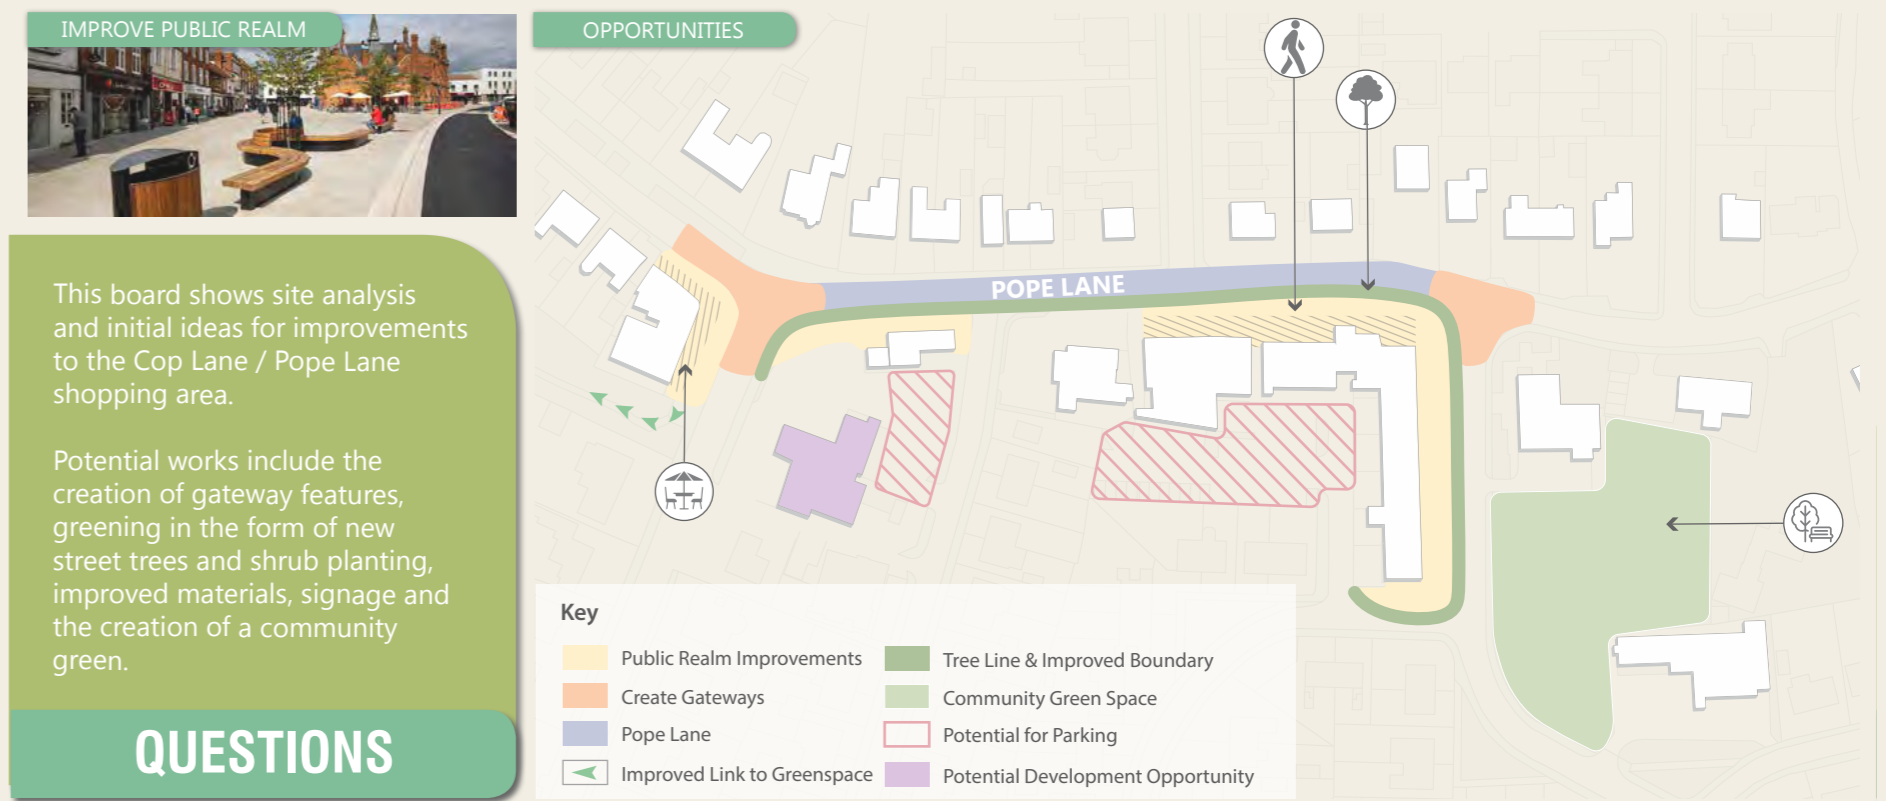 IMPROVE PUBLIC REALM
This board shows site analysis
and initial ideas for improvements
to the Cop Lane / Pope Lane
shopping area.
Potential works include the
creation of gateway features,
greening in the form of new
street trees and shrub planting,
improved materials, signage and
the creation of a community
green.
QUESTIONS
OPPORTUNITIES
POPE LANE
Key
Public Realm Improvements
Create Gateways
Pope Lane
Improved Link to Greenspace
Tree Line & Improved Boundary
Community Green Space
Potential for Parking
Potential Development Opportunity